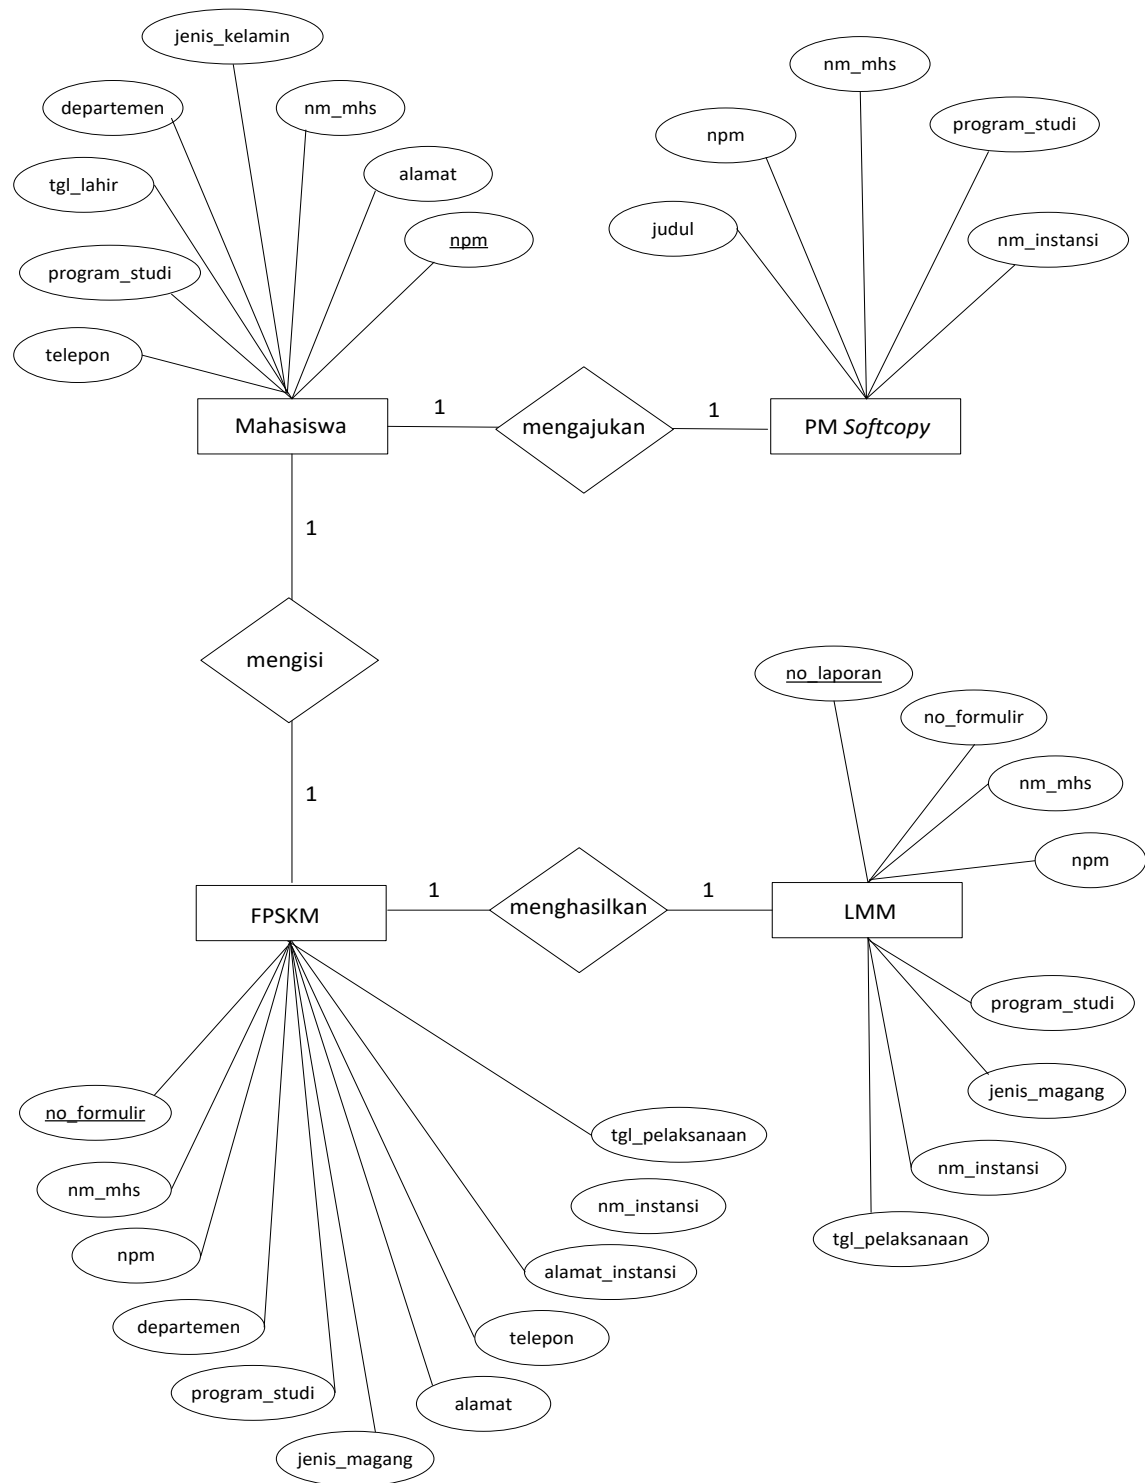 jenis_kelamin
nm_mhs
departemen
nm_mhs
program_studi
npm
alamat
tgl_lahir
judul
npm
nm_instansi
program_studi
telepon
Mahasiswa
1
mengajukan
1
PM Softcopy
1
mengisi
no_laporan
no_formulir
1
nm_mhs
npm
FPSKM
1
menghasilkan
1
LMM
program_studi
jenis_magang
no_formulir
tgl_pelaksanaan
nm_instansi
nm_mhs
nm_instansi
tgl_pelaksanaan
npm
alamat_instansi
departemen
telepon
program_studi
alamat
jenis_magang